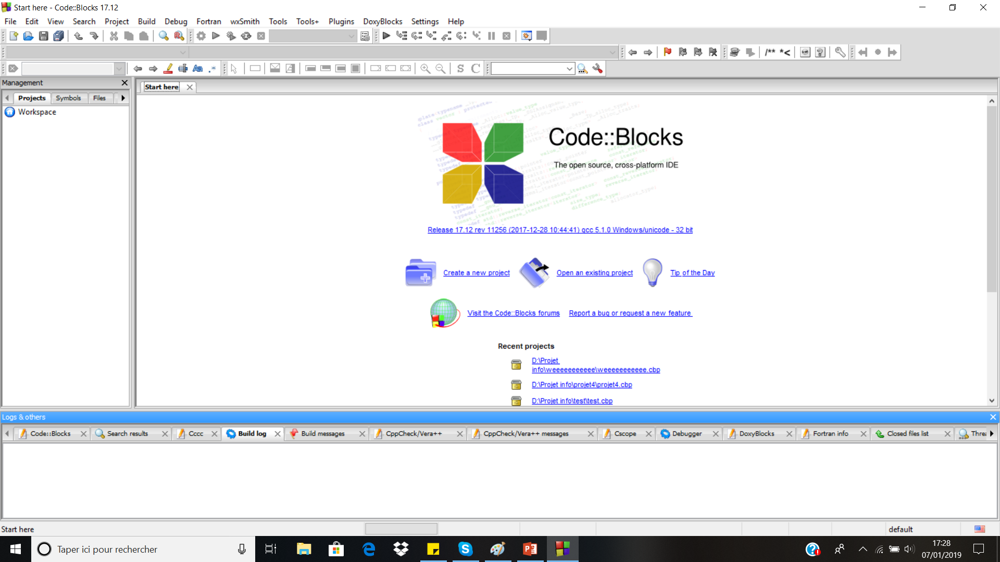 Start here - Code::Blocks 17.12
File Edit View Search Project Build Debug Fortran wxSmith Tools Tools+ Plugins DoxyBlocks Settings Help
/** *<
Management
Projects Symbols Files
Workspace
Start here
Code::Blocks
The open source, cross-platform IDE
Release 17.12 rev 11256 (2017-12-28 10:44:41) gcc 5.1.0 Windows/unicode - 32 bit
Create a new project Open an existing project Tip of the Day
Visit the Code::Blocks forums Report a bug or request a new feature
Recent projects
D:\Projet
info\weeeeeeeeeee\weeeeeeeeeee.cbp
D:\Projet info\projet4\projet4.cbp
D:\Projet info\test\test.cbp
Logs & others
Code::Blocks Search results Cccc Build log Build messages CppCheck/Vera++ CppCheck/Vera++ messages Cscope Debugger DoxyBlocks Fortran info Closed files list Threa
Start here default
Taper ici pour rechercher
17:28
07/01/2019